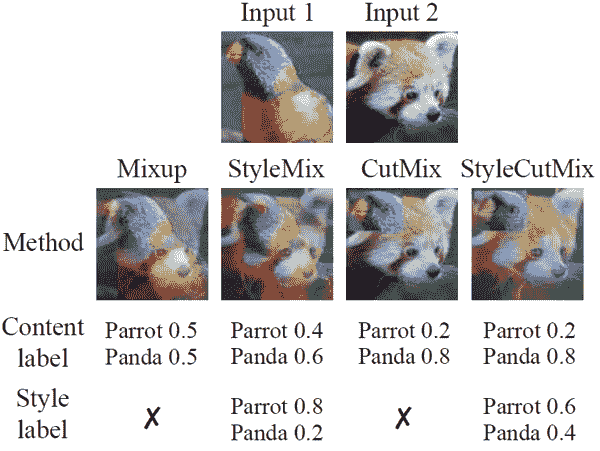 Input 1 Input 2
Mixup StyleMix CutMix StyleCutMix
Method
Content label
Parrot 0.5 Parrot 0.4 Parrot 0.2 Parrot 0.2
Panda 0.5 Panda 0.6 Panda 0.8 Panda 0.8
Style label
✗ Parrot 0.8 ✗ Parrot 0.6
Panda 0.2 Panda 0.4